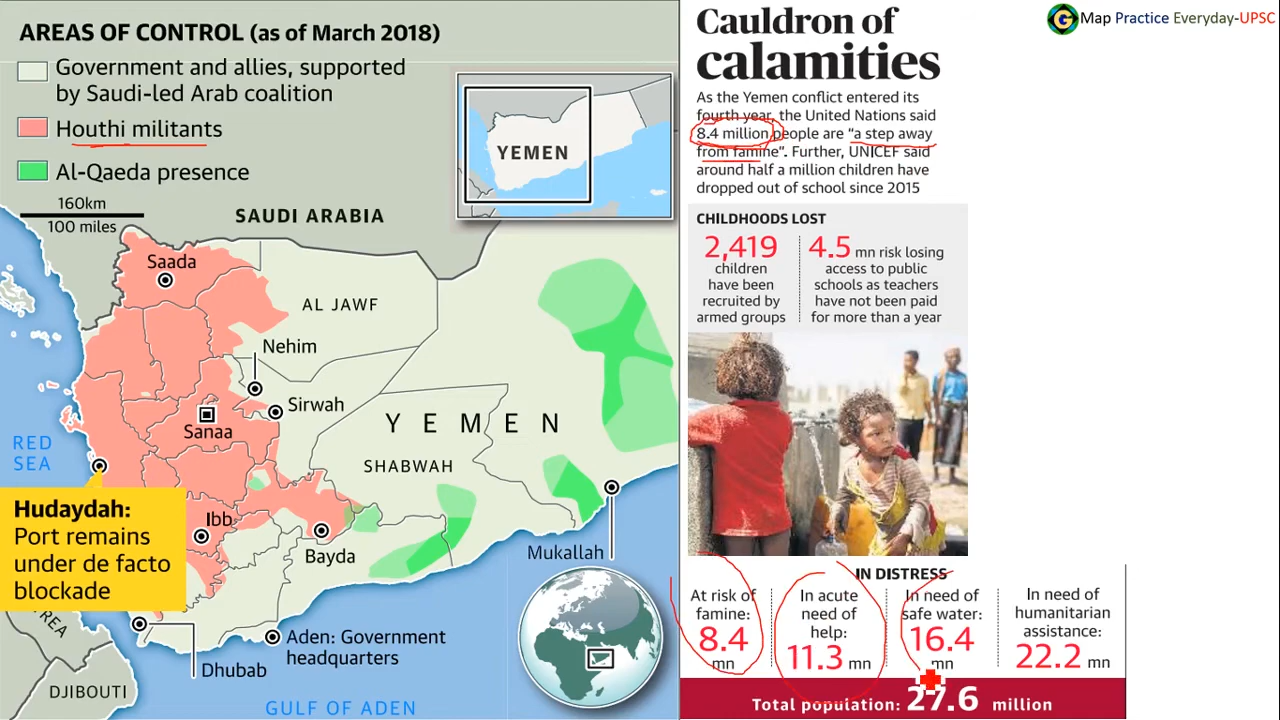 AREAS OF CONTROL (as of March 2018)
Government and allies, supported
by Saudi-led Arab coalition
Houthi militants
Al-Qaeda presence
160km
100 miles
SAUDI ARABIA
YEMEN
Saada
AL JAWF
Nehim
Sirwah
Sanaa
YEMEN
SHABWAH
RED
SEA
Hudaydah:
Port remains
under de facto
blockade
Ibb
Bayda
Mukallah
Aden: Government
headquarters
Dhubab
DJIBOUTI
GULF OF ADEN
Cauldron of
calamities
As the Yemen conflict entered its
fourth year, the United Nations said
8.4 million people are “a step away
from famine”. Further, UNICEF said
around half a million children have
dropped out of school since 2015
CHILDHOODS LOST
2,419
children
have been
recruited by
armed groups
4.5 mn risk losing
access to public
schools as teachers
have not been paid
for more than a year
IN DISTRESS
At risk of
famine:
8.4
mn
In acute
need of
help:
11.3 mn
In need of
safe water:
16.4
mn
In need of
humanitarian
assistance:
22.2 mn
Total population: 27.6 million
G Map Practice Everyday-UPSC